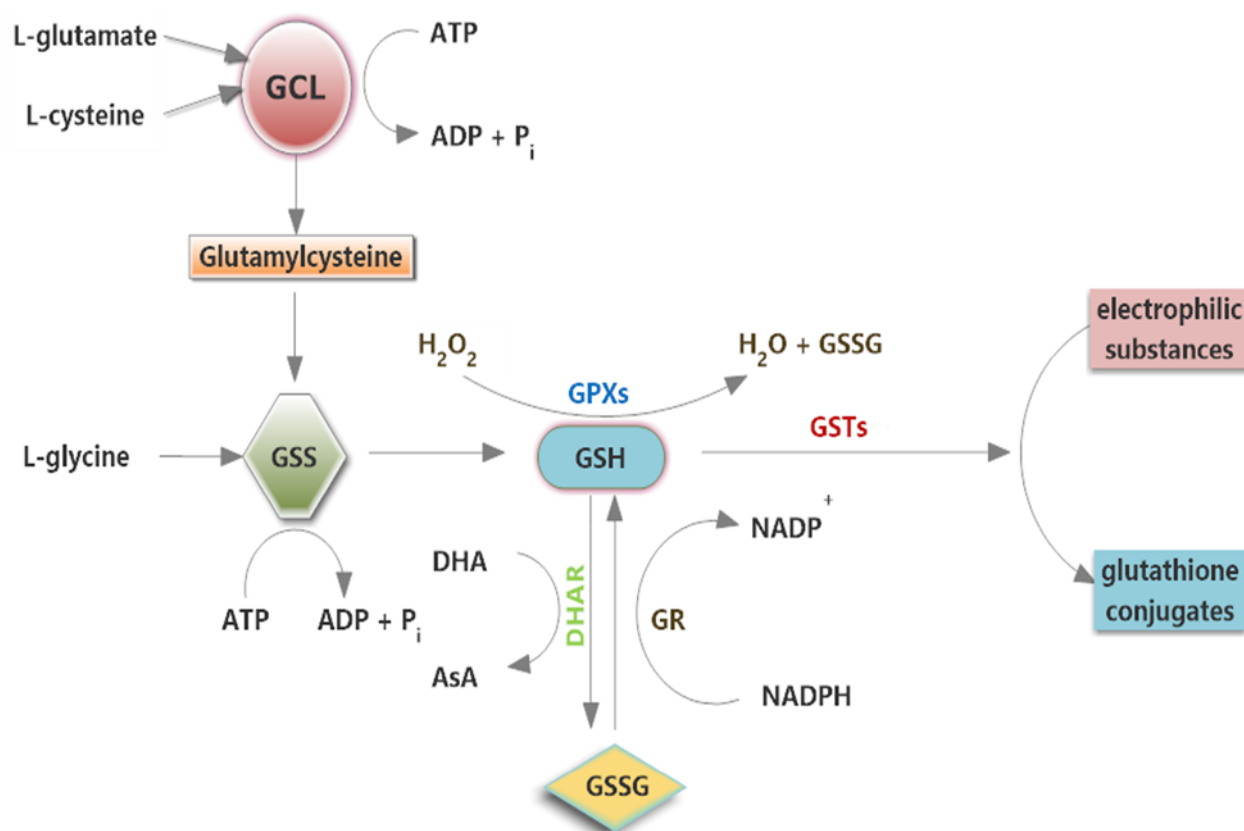 L-glutamate
L-cysteine
GCL
ATP
ADP + Pi
Glutamylcysteine
H2O2
GPXs
H2O + GSSG
electrophilic
substances
L-glycine
GSS
GSH
GSTs
ATP
ADP + Pi
DHA
DHAR
AsA
GR
NADP+
NADPH
glutathione
conjugates
GSSG